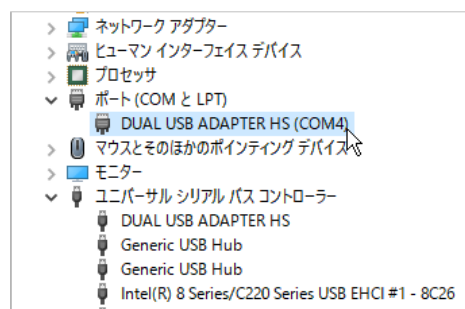 ネットワーク アダプター
ヒューマン インターフェイス デバイス
プロセッサ
ポート (COM と LPT)
DUAL USB ADAPTER HS (COM4)
マウスとそのほかのポインティング デバイス
モニター
ユニバーサル シリアル バス コントローラー
DUAL USB ADAPTER HS
Generic USB Hub
Generic USB Hub
Intel(R) 8 Series/C220 Series USB EHCI #1 - 8C26